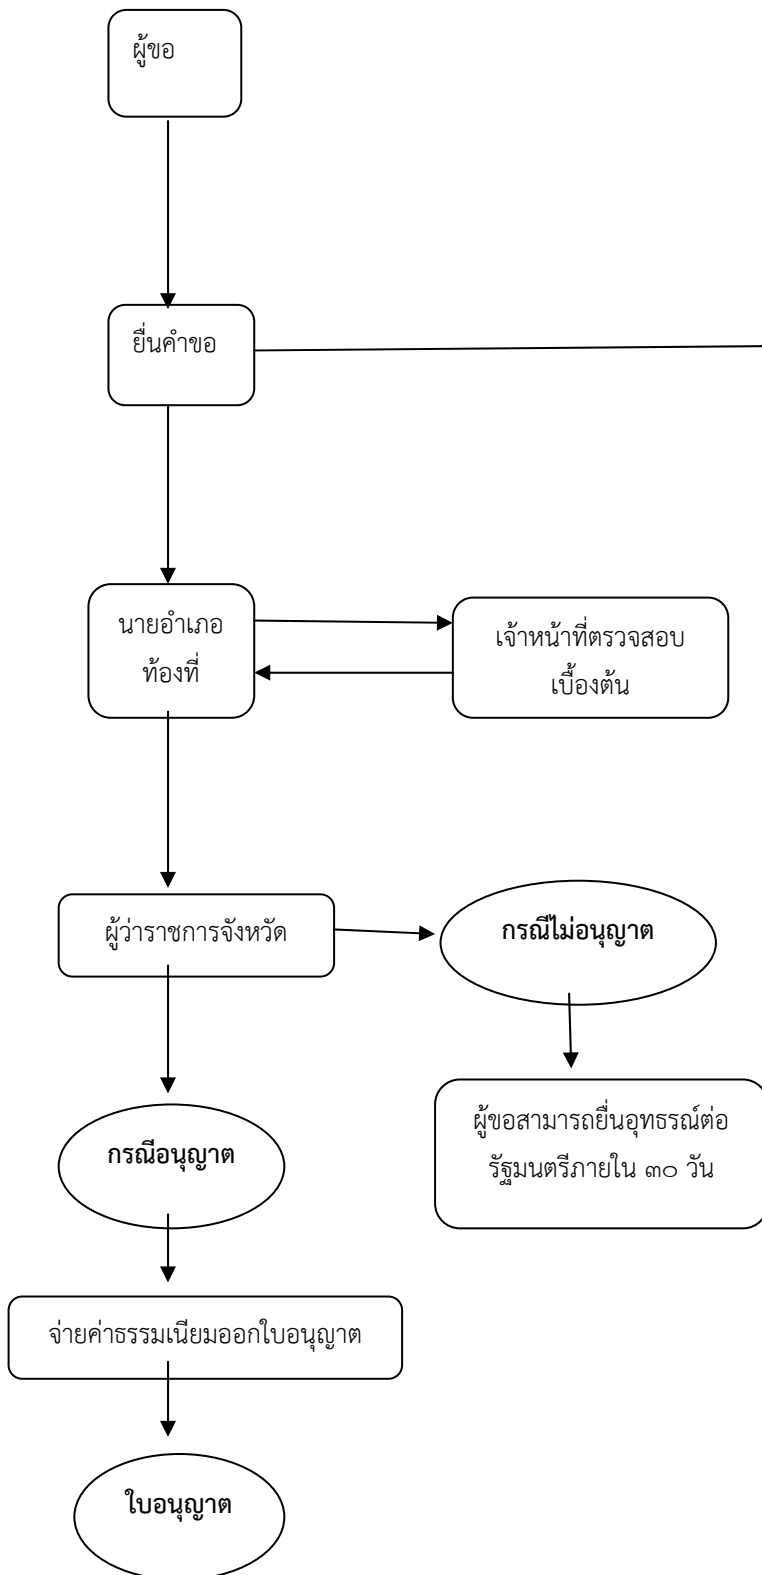 ผู้ขอ
ยื่นคำขอ
นายอำเภอ
ท้องที่
เจ้าหน้าที่ตรวจสอบ
เบื้องต้น
ผู้ว่าราชการจังหวัด
กรณีไม่อนุญาต
ผู้ขอสามารถยื่นอุทธรณ์ต่อ
รัฐมนตรีภายใน ๓๐ วัน
กรณีอนุญาต
จ่ายค่าธรรมเนียมออกใบอนุญาต
ใบอนุญาต